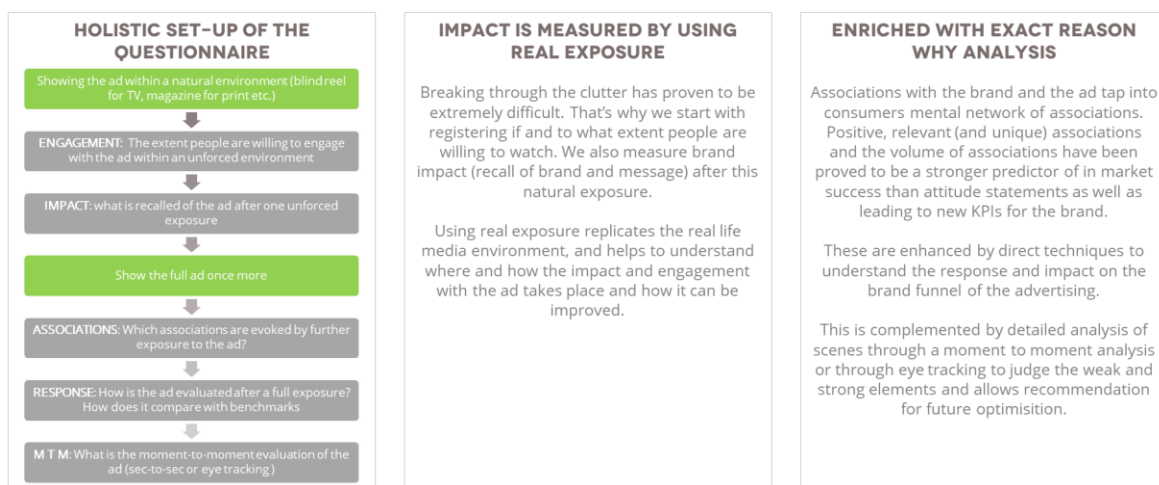 HOLISTIC SET-UP OF THE
QUESTIONNAIRE
Showing the ad within a natural environment (blind reel
for TV, magazine for print etc.)
ENGAGEMENT: The extent people are willing to engage
with the ad within an unforced environment
IMPACT: what is recalled of the ad after one unforced
exposure
Show the full ad once more
ASSOCIATIONS: Which associations are evoked by further
exposure to the ad?
RESPONSE: How is the ad evaluated after a full exposure?
How does it compare with benchmarks
M T M: What is the moment-to-moment evaluation of the
ad (sec-to-sec or eye tracking )
IMPACT IS MEASURED BY USING
REAL EXPOSURE
Breaking through the clutter has proven to be
extremely difficult. That's why we start with
registering if and to what extent people are
willing to watch. We also measure brand
impact (recall of brand and message) after this
natural exposure.
Using real exposure replicates the real life
media environment, and helps to understand
where and how the impact and engagement
with the ad takes place and how it can be
improved.
ENRICHED WITH EXACT REASON
WHY ANALYSIS
Associations with the brand and the ad tap into
consumers mental network of associations.
Positive, relevant (and unique) associations
and the volume of associations have been
proved to be a stronger predictor of in market
success than attitude statements as well as
leading to new KPIs for the brand.
These are enhanced by direct techniques to
understand the response and impact on the
brand funnel of the advertising.
This is complemented by detailed analysis of
scenes through a moment to moment analysis
or through eye tracking to judge the weak and
strong elements and allows recommendation
for future optimisition.